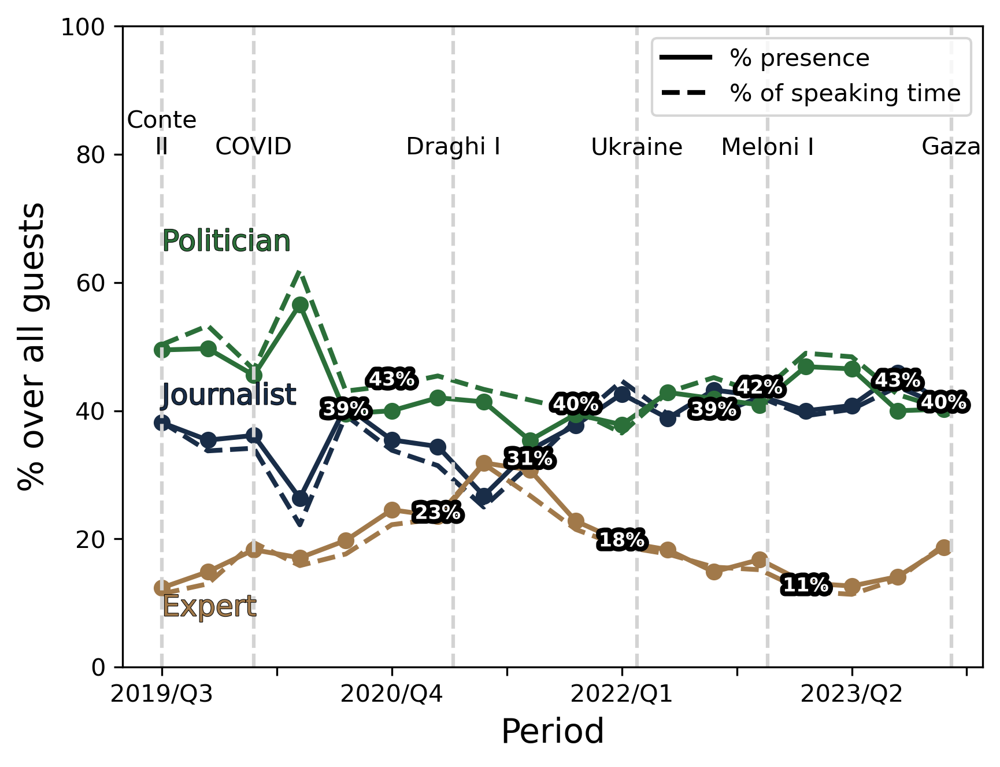 % over all guests
100
80
60
40
20
0
% presence
% of speaking time
Conte
II
COVID
Draghi I
Ukraine
Meloni I
Gaza
Politician
Journalist
Expert
39%
43%
23%
31%
40%
18%
39%
42%
11%
43%
40%
2019/Q3
2020/Q4
2022/Q1
2023/Q2
Period